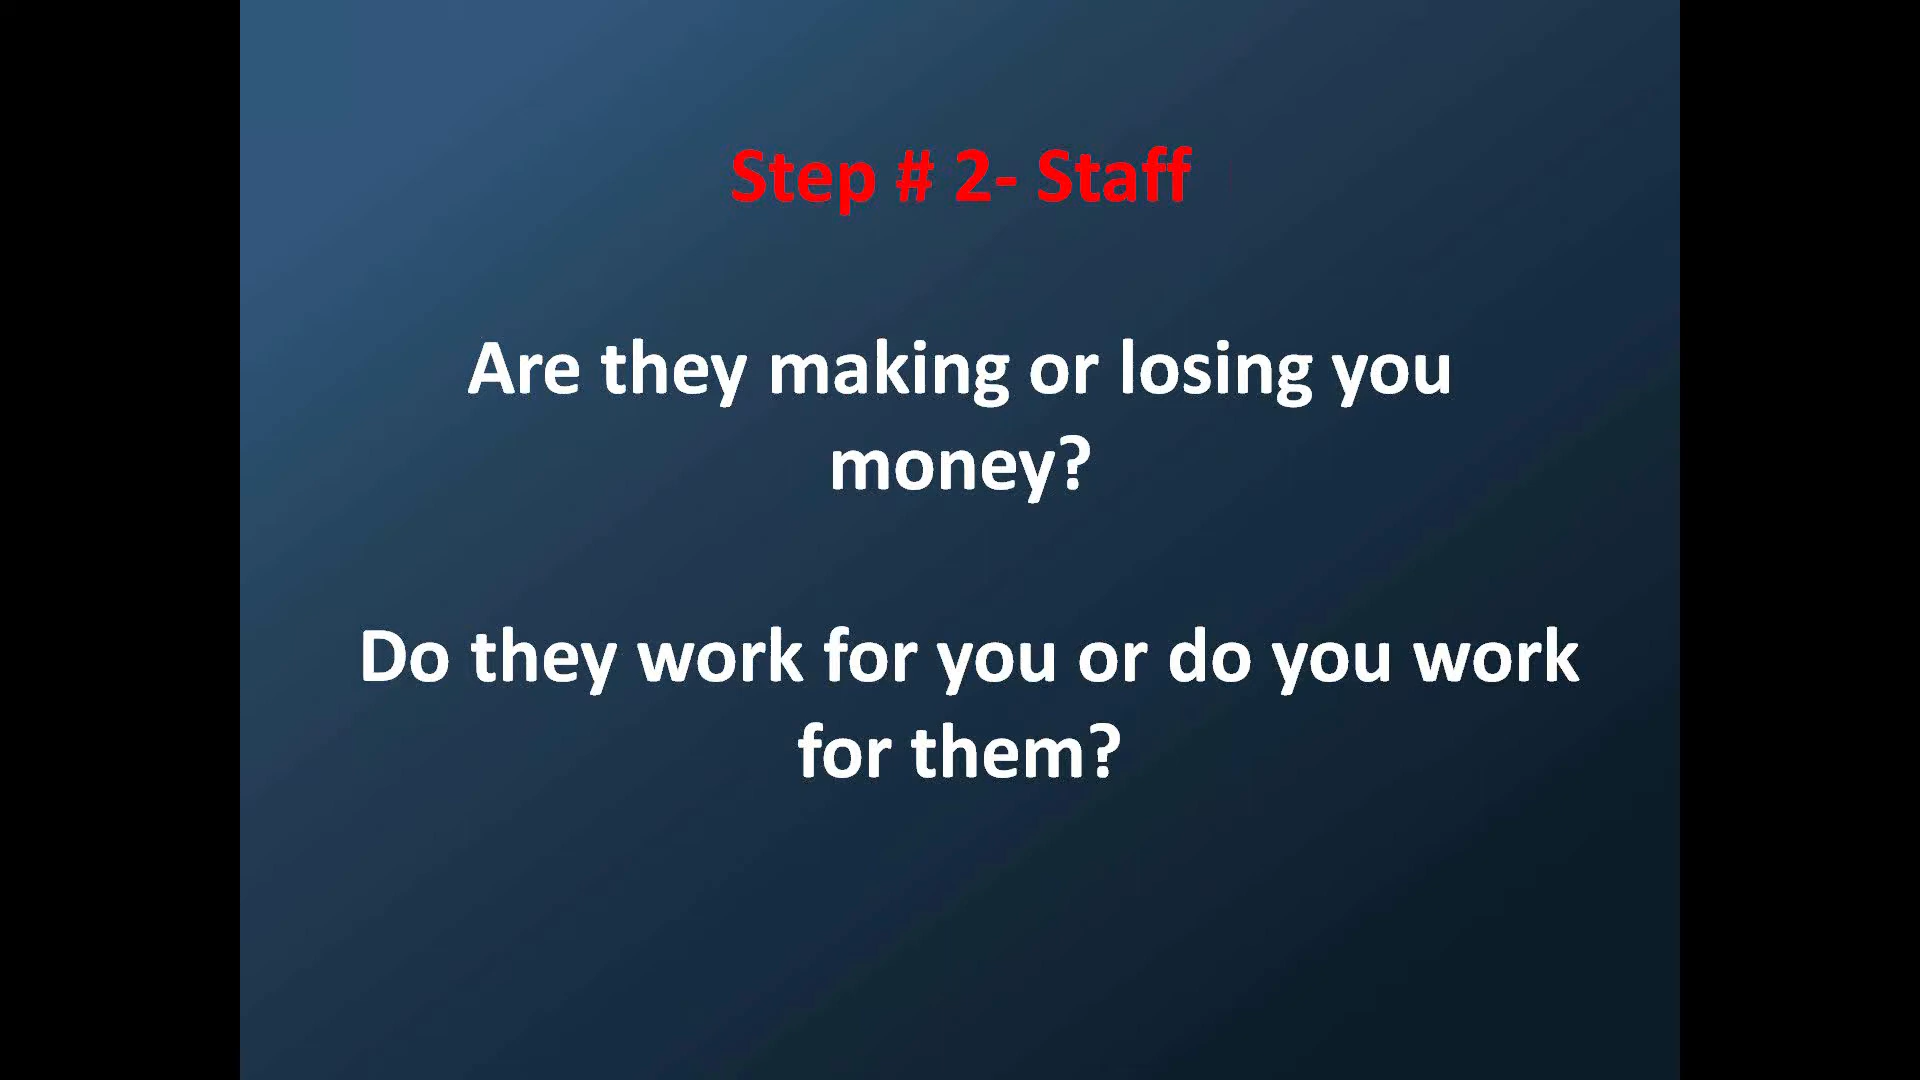 Step # 2- Staff
Are they making or losing you
money?
Do they work for you or do you work
for them?